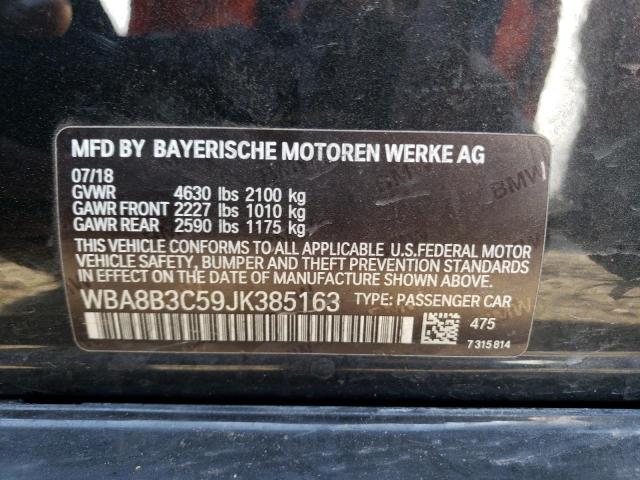 MFD BY BAYERISCHE MOTOREN WERKE AG
07/18
GVWR 4630 lbs 2100 kg
GAWR FRONT 2227 lbs 1010 kg
GAWR REAR 2590 lbs 1175 kg
THIS VEHICLE CONFORMS TO ALL APPLICABLE U.S.FEDERAL MOTOR
VEHICLE SAFETY, BUMPER AND THEFT PREVENTION STANDARDS
IN EFFECT ON THE DATE OF MANUFACTURE SHOWN ABOVE.
WBA8B3C59JK385163 TYPE: PASSENGER CAR
475
7 315 814
BMW